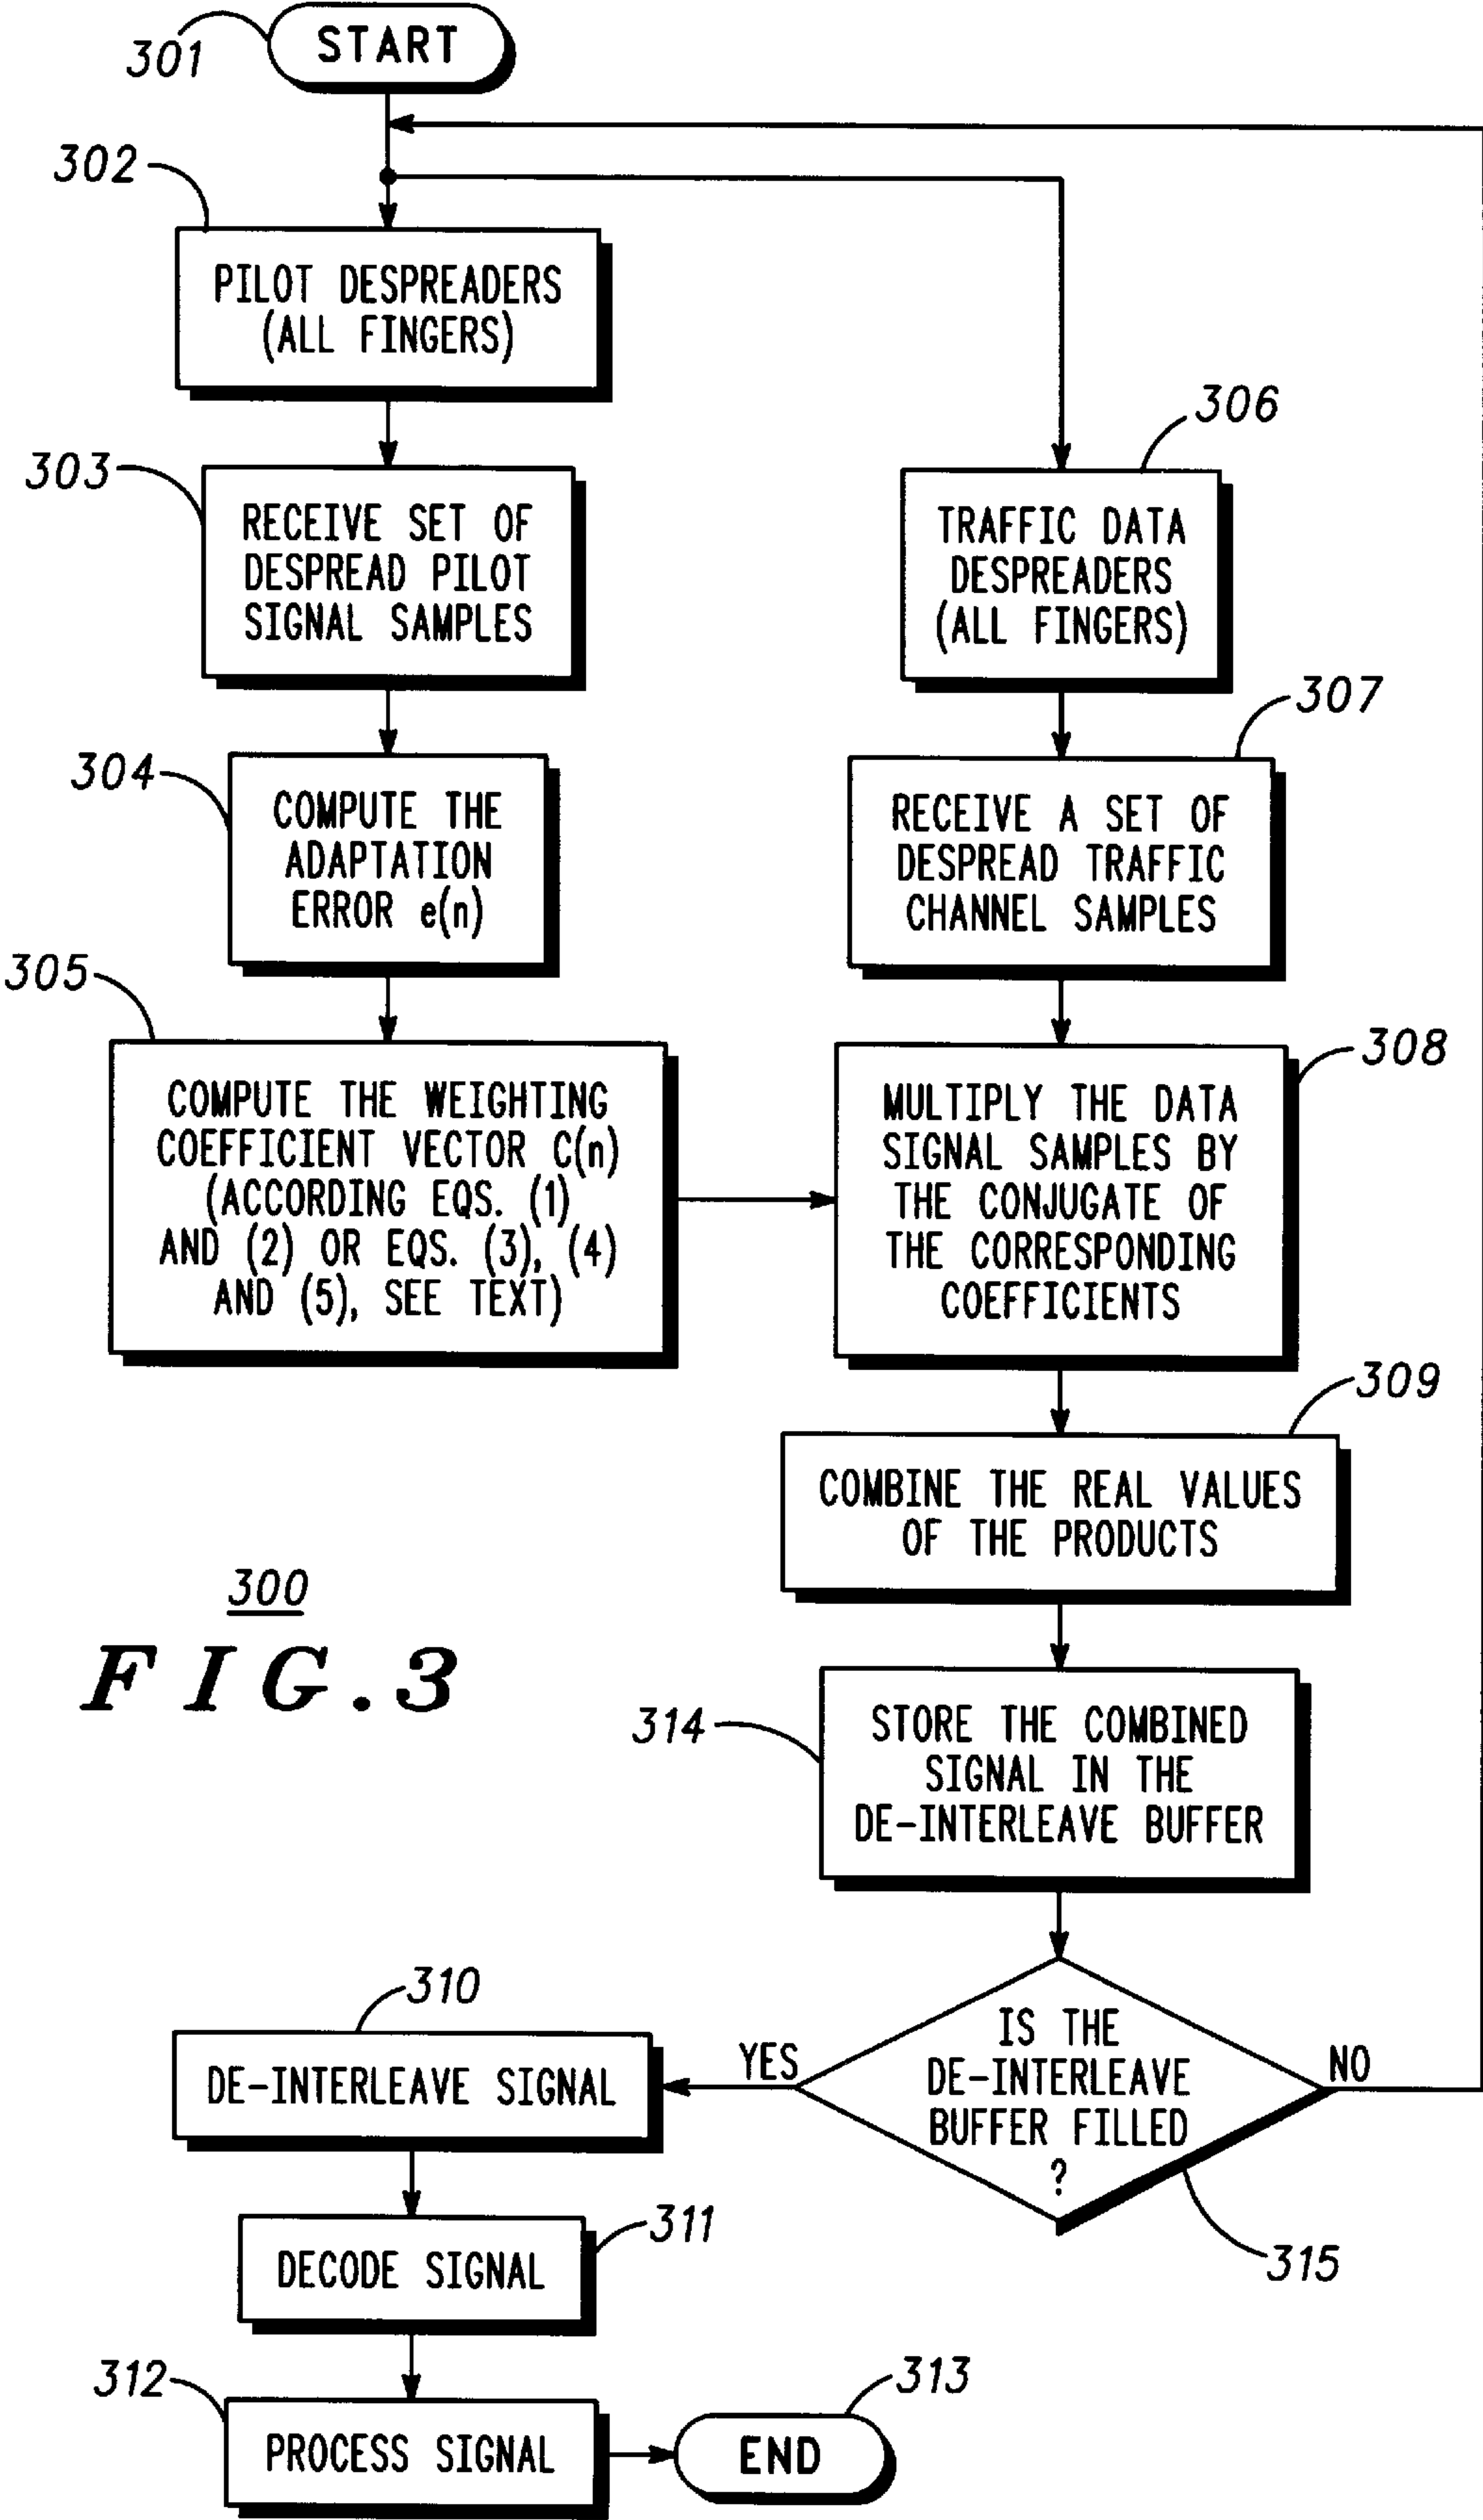 301
START
302
PILOT DESPREADERS
(ALL FINGERS)
303
RECEIVE SET OF
DESPREAD PILOT
SIGNAL SAMPLES
304
COMPUTE THE
ADAPTATION
ERROR e(n)
305
COMPUTE THE WEIGHTING
COEFFICIENT VECTOR C(n)
(ACCORDING EQS. (1)
AND (2) OR EQS. (3), (4)
AND (5), SEE TEXT)
306
TRAFFIC DATA
DESPREADERS
(ALL FINGERS)
307
RECEIVE A SET OF
DESPREAD TRAFFIC
CHANNEL SAMPLES
308
MULTIPLY THE DATA
SIGNAL SAMPLES BY
THE CONJUGATE OF
THE CORRESPONDING
COEFFICIENTS
309
COMBINE THE REAL VALUES
OF THE PRODUCTS
300
FIG.3
314
STORE THE COMBINED
SIGNAL IN THE
DE-INTERLEAVE BUFFER
IS THE
DE-INTERLEAVE
BUFFER FILLED
?
315
YES
NO
310
DE-INTERLEAVE SIGNAL
311
DECODE SIGNAL
312
PROCESS SIGNAL
313
END